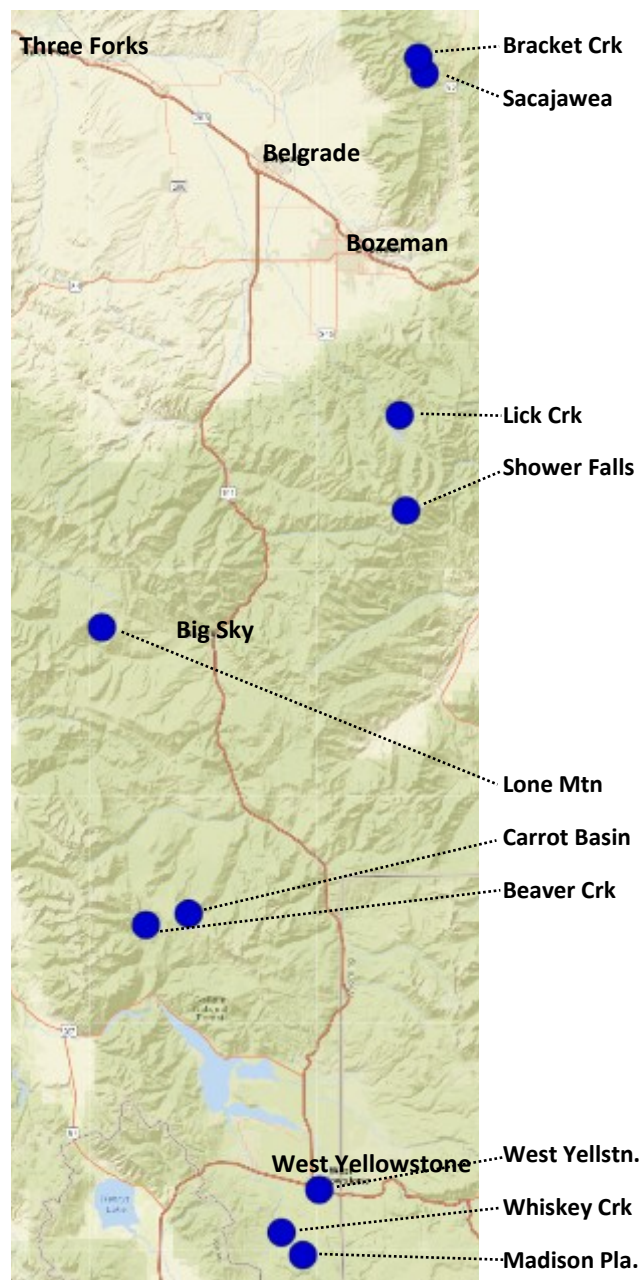 Three Forks
Bracket Crk
Sacajawea
Belgrade
Bozeman
Lick Crk
Shower Falls
Big Sky
Lone Mtn
Carrot Basin
Beaver Crk
West Yellowstone
West Yellstn.
Whiskey Crk
Madison Pla.